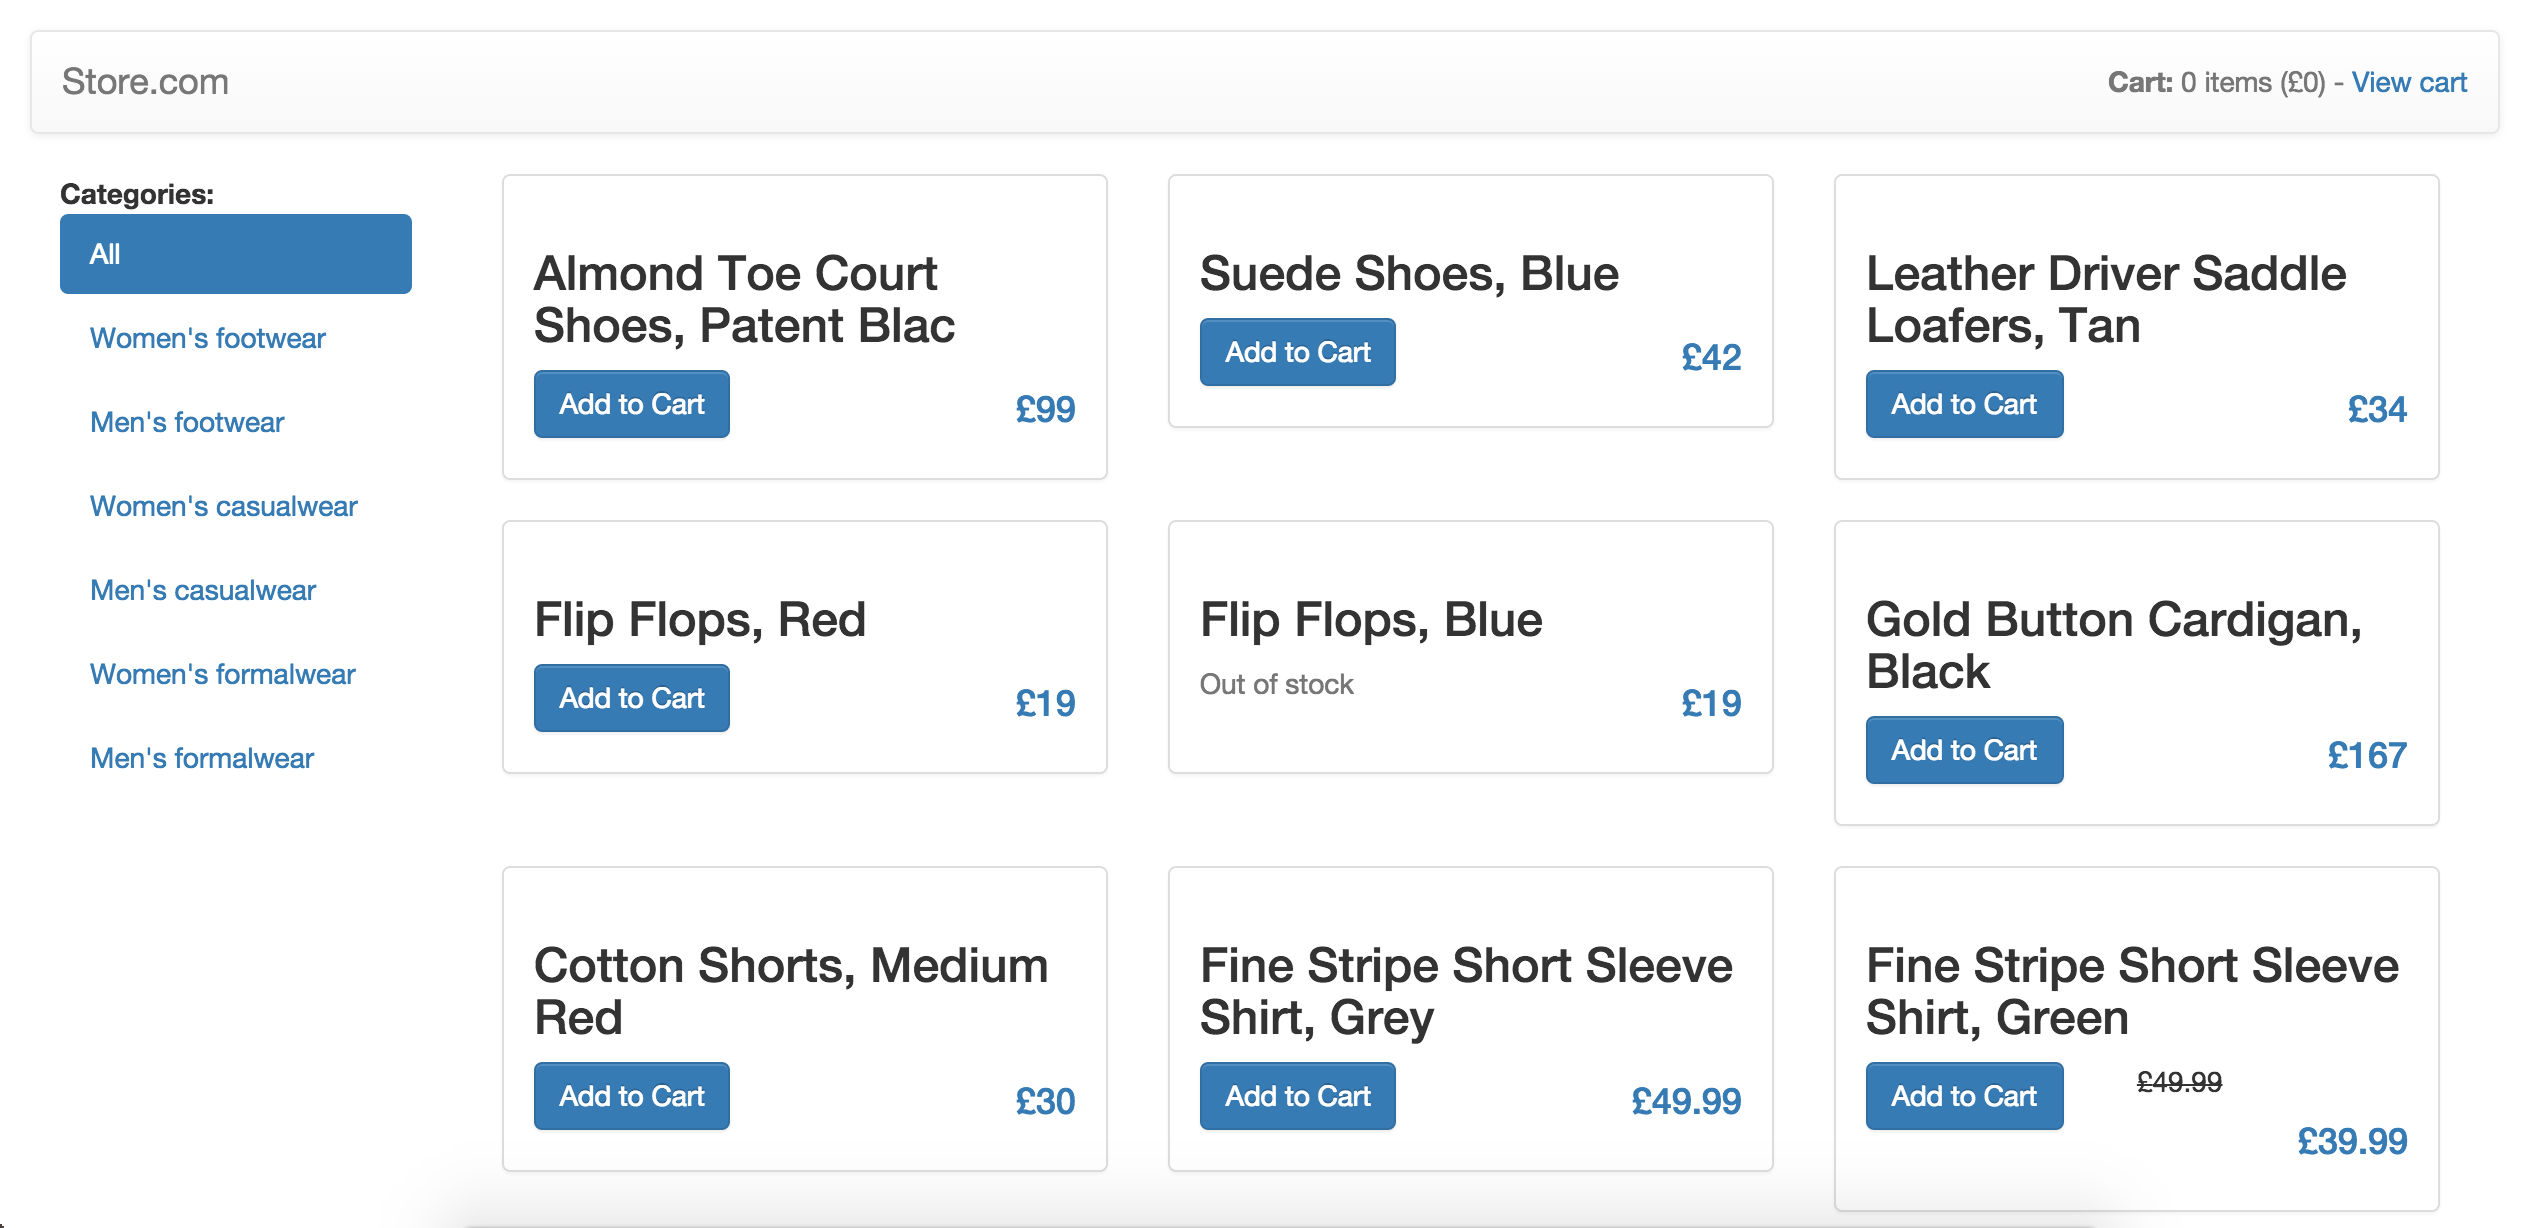 Store.com
Cart: 0 items (£0) - View cart
Categories:
All
Women's footwear
Men's footwear
Women's casualwear
Men's casualwear
Women's formalwear
Men's formalwear
Almond Toe Court
Shoes, Patent Blac
Add to Cart
£99
Suede Shoes, Blue
Add to Cart
£42
Leather Driver Saddle
Loafers, Tan
Add to Cart
£34
Flip Flops, Red
Add to Cart
£19
Flip Flops, Blue
Out of stock
£19
Gold Button Cardigan,
Black
Add to Cart
£167
Cotton Shorts, Medium
Red
Add to Cart
£30
Fine Stripe Short Sleeve
Shirt, Grey
Add to Cart
£49.99
Fine Stripe Short Sleeve
Shirt, Green
Add to Cart
£49.99
£39.99